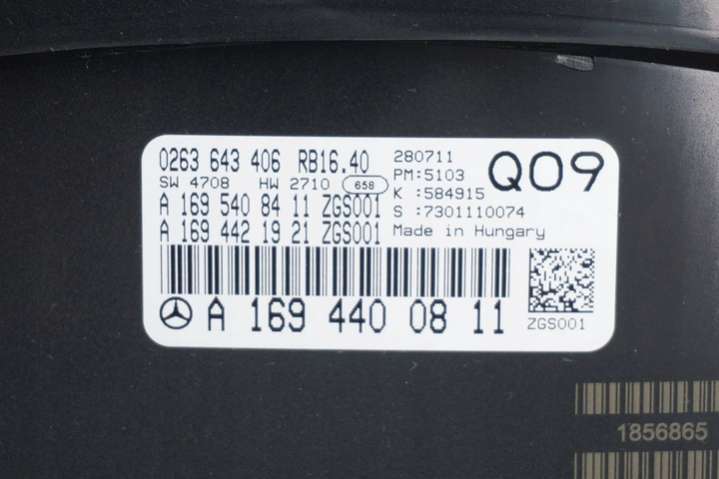 0263 643 406 RB16.40
SW 4708 HW 2710 658
A 169 540 84 11 ZGS001
A 169 442 19 21 ZGS001
280711
PM:5103
K :584915
S :7301110074
Made in Hungary
Q09
A 169 440 08 11
ZGS001
1856865